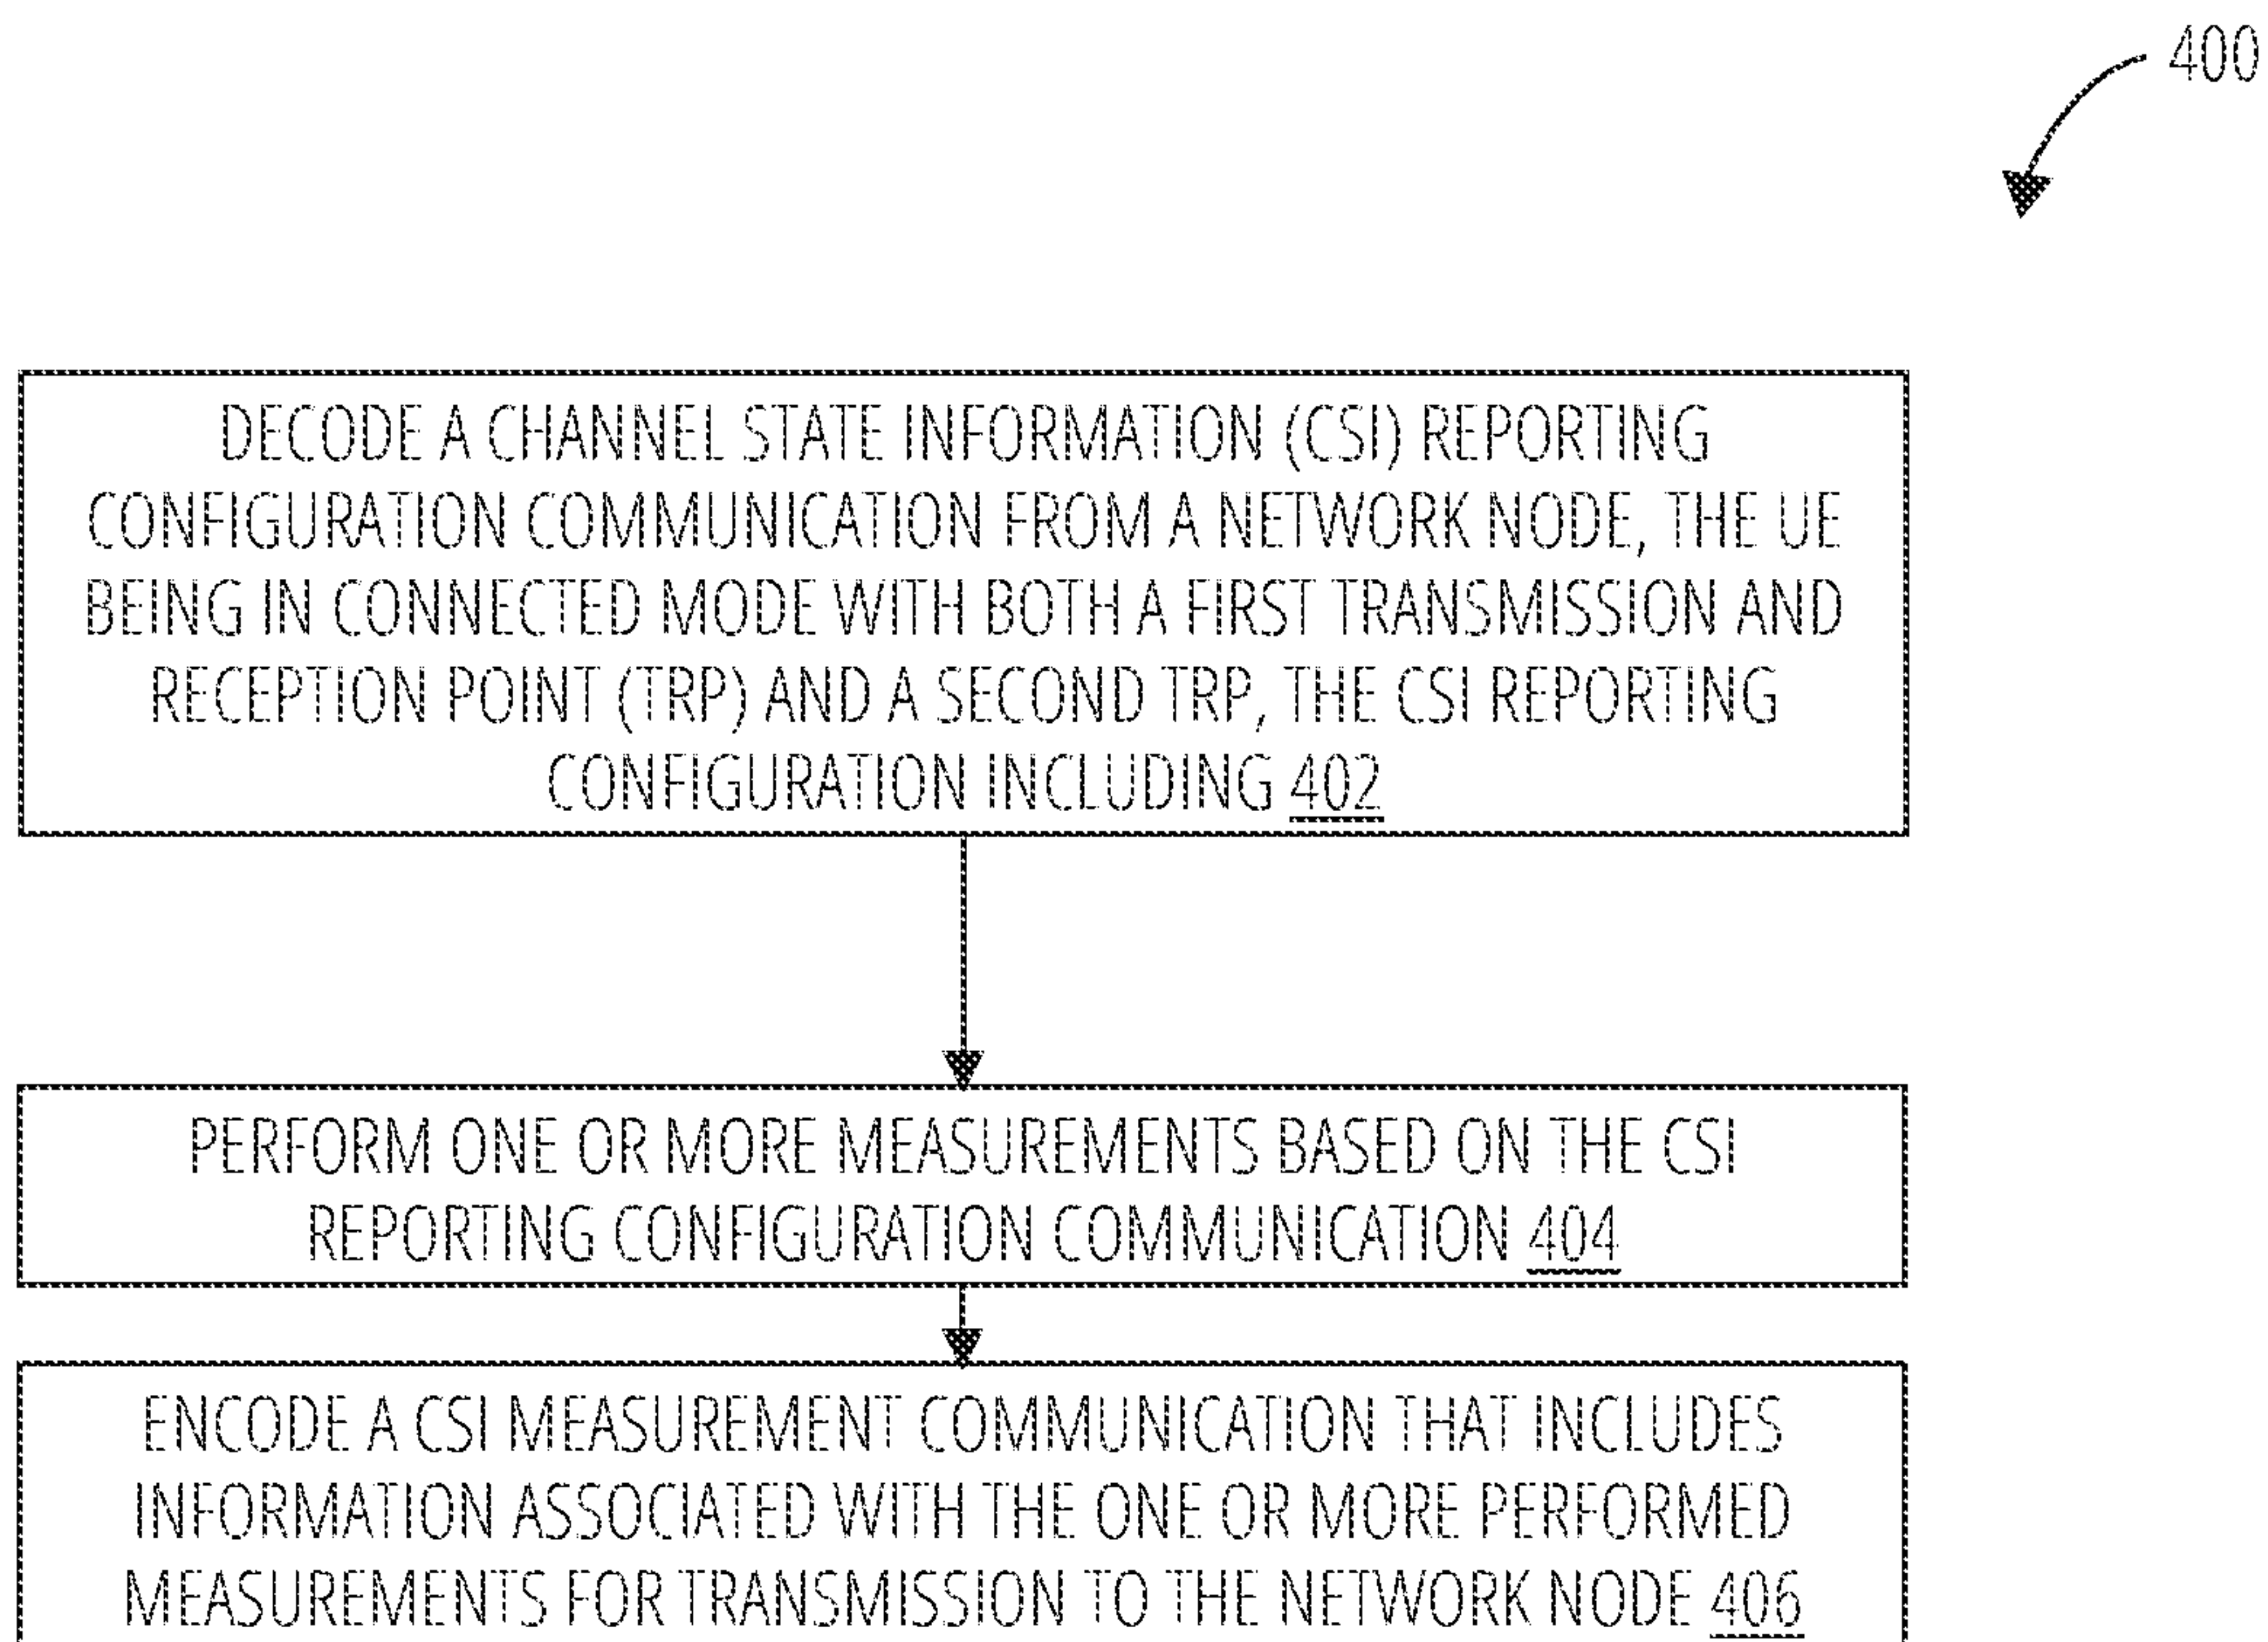 400
DECODE A CHANNEL STATE INFORMATION (CSI) REPORTING
CONFIGURATION COMMUNICATION FROM A NETWORK NODE, THE UE
BEING IN CONNECTED MODE WITH BOTH A FIRST TRANSMISSION AND
RECEPTION POINT (TRP) AND A SECOND TRP, THE CSI REPORTING
CONFIGURATION INCLUDING 402
PERFORM ONE OR MORE MEASUREMENTS BASED ON THE CSI
REPORTING CONFIGURATION COMMUNICATION 404
ENCODE A CSI MEASUREMENT COMMUNICATION THAT INCLUDES
INFORMATION ASSOCIATED WITH THE ONE OR MORE PERFORMED
MEASUREMENTS FOR TRANSMISSION TO THE NETWORK NODE 406